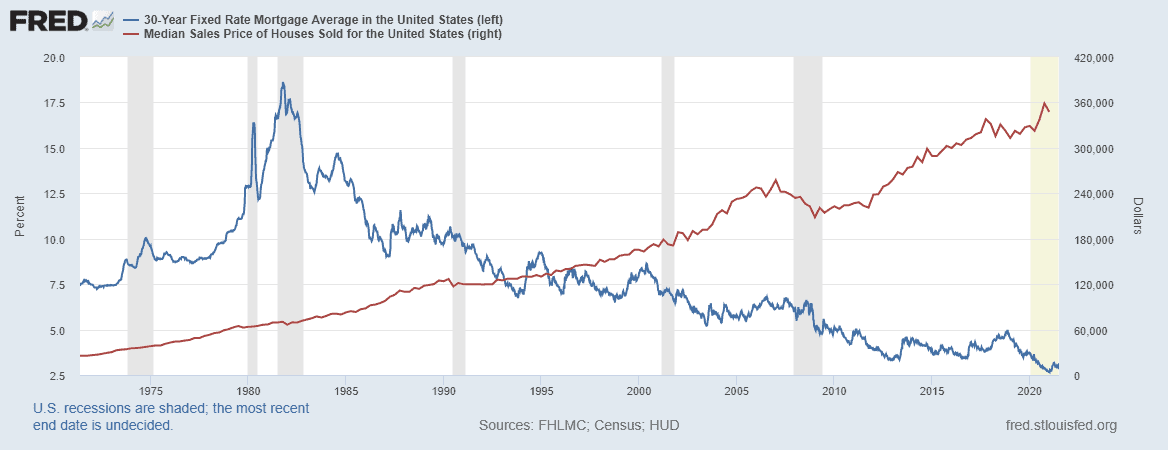 FRED
30-Year Fixed Rate Mortgage Average in the United States (left)
Median Sales Price of Houses Sold for the United States (right)
20.0
17.5
15.0
12.5
10.0
7.5
5.0
2.5
Percent
420,000
360,000
300,000
240,000
180,000
120,000
60,000
0
Dollars
1975 1980 1985 1990 1995 2000 2005 2010 2015 2020
U.S. recessions are shaded; the most recent
end date is undecided.
Sources: FHLMC; Census; HUD
fred.stlouisfed.org